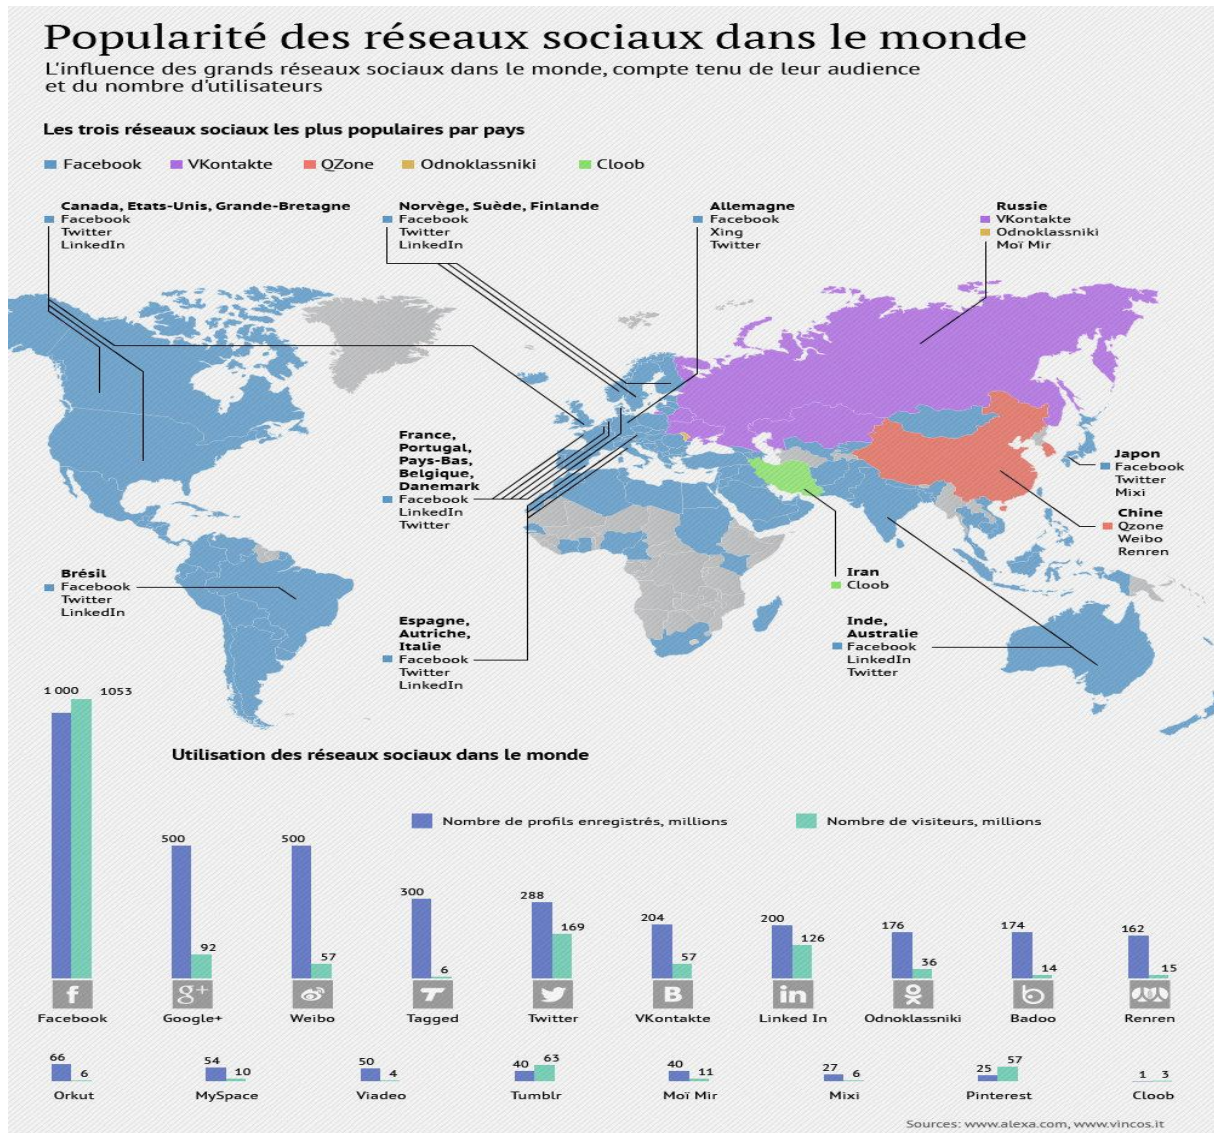 Popularité des réseaux sociaux dans le monde
L'influence des grands réseaux sociaux dans le monde, compte tenu de leur audience
et du nombre d'utilisateurs
Les trois réseaux sociaux les plus populaires par pays
Facebook VKontakte QZone Odnoklassniki Cloob
Canada, Etats-Unis, Grande-Bretagne
Facebook
Twitter
LinkedIn
Norvège, Suède, Finlande
Facebook
Twitter
LinkedIn
Allemagne
Facebook
Xing
Twitter
Russie
VKontakte
Odnoklassniki
Moï Mir
France,
Portugal,
Pays-Bas,
Belgique,
Danemark
Facebook
LinkedIn
Twitter
Japon
Facebook
Twitter
Mixi
Chine
Qzone
Weibo
Renren
Brésil
Facebook
Twitter
LinkedIn
Iran
Cloob
Espagne,
Autriche,
Italie
Facebook
Twitter
LinkedIn
Inde,
Australie
Facebook
LinkedIn
Twitter
Utilisation des réseaux sociaux dans le monde
Nombre de profils enregistrés, millions Nombre de visiteurs, millions
1 000 1053
500 92
500 57
300 6
288 169
204 57
200 126
176 36
174 14
162 15
f g+ B in
Facebook Google+ Weibo Tagged Twitter VKontakte Linked In Odnoklassniki Badoo Renren
66 6
54 10
50 4
40 63
40 11
27 6
25 57
1 3
Orkut MySpace Viadeo Tumblr Moï Mir Mixi Pinterest Cloob
Sources: www.alexa.com, www.vincos.it